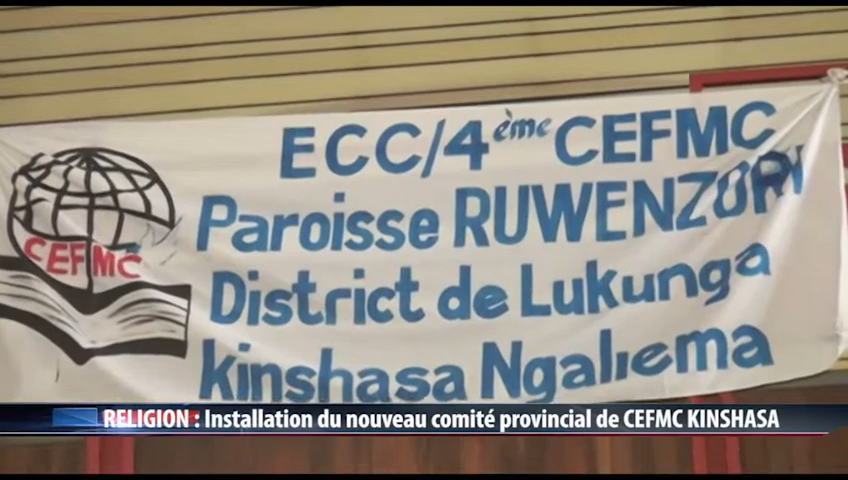 ECC/4ème CEFMC
Paroisse RUWENZORI
District de Lukunga
Kinshasa Ngaliema
CEFMC
RELIGION : Installation du nouveau comité provincial de CEFMC KINSHASA